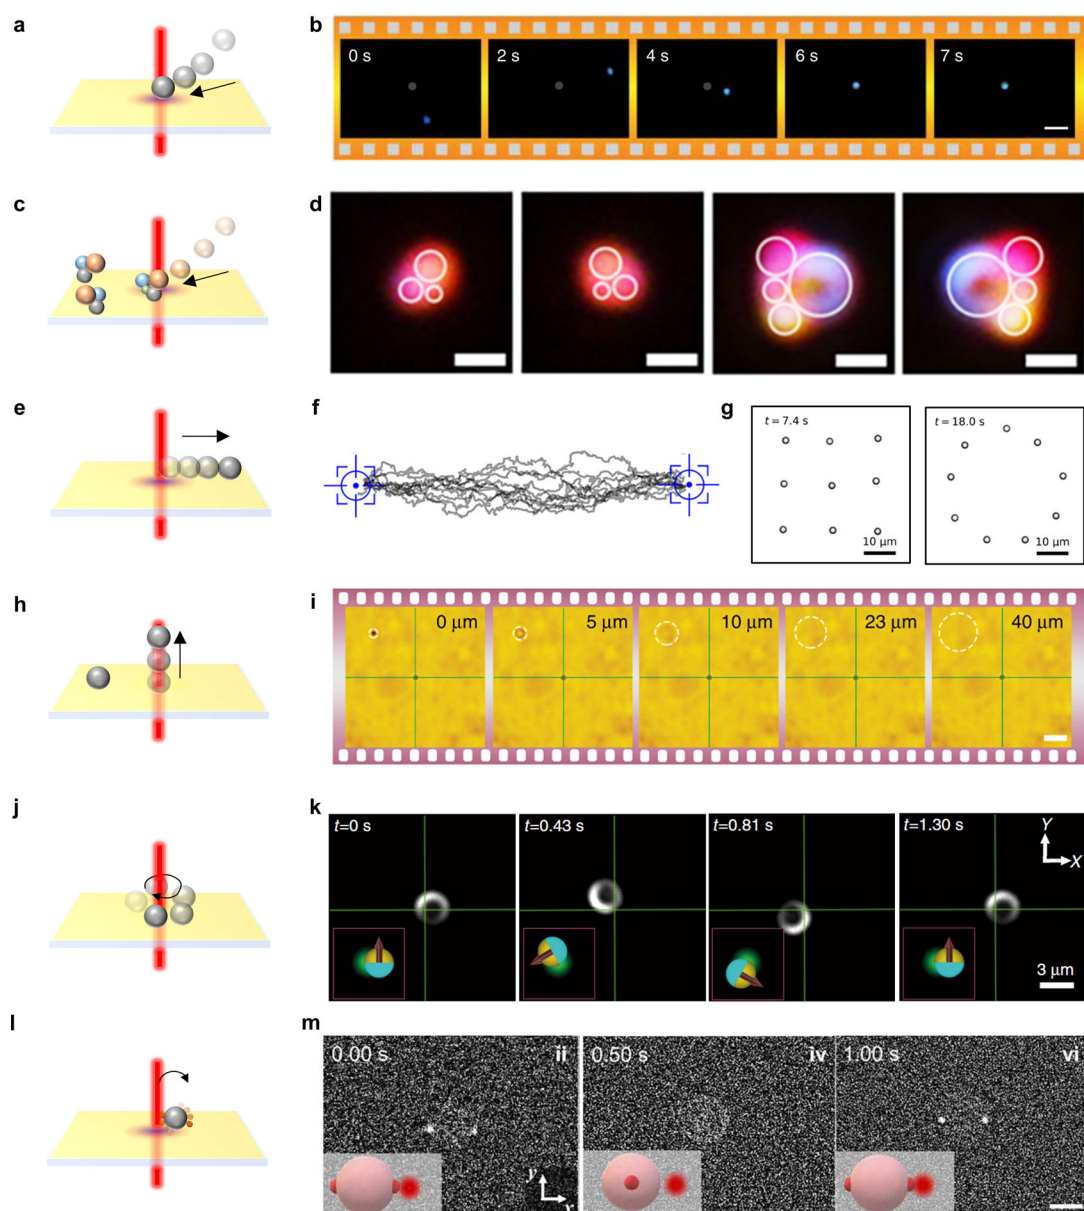 a
b
0 s
2 s
4 s
6 s
7 s
c
d
e
f
g
t = 7.4 s
10 μm
t = 18.0 s
10 μm
h
i
0 μm
5 μm
10 μm
23 μm
40 μm
j
k
t=0 s
t=0.43 s
t=0.81 s
t=1.30 s
Y
X
3 μm
l
m
0.00 s
ii
0.50 s
iv
1.00 s
vi
y
x